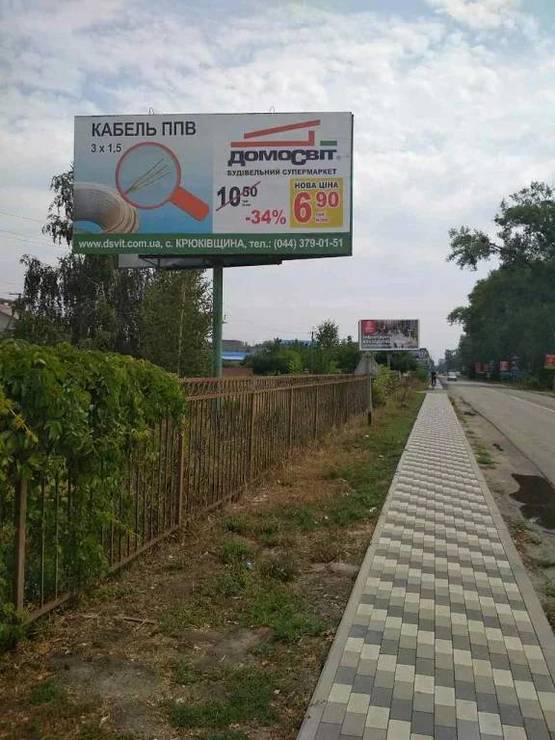 КАБЕЛЬ ППВ
3 х 1,5
ДОМОСВІТ
БУДІВЕЛЬНИЙ СУПЕРМАРКЕТ
10 50
-34%
НОВА ЦІНА
6 90
www.dsvit.com.ua, с. КРЮКІВЩИНА, тел.: (044) 379-01-51